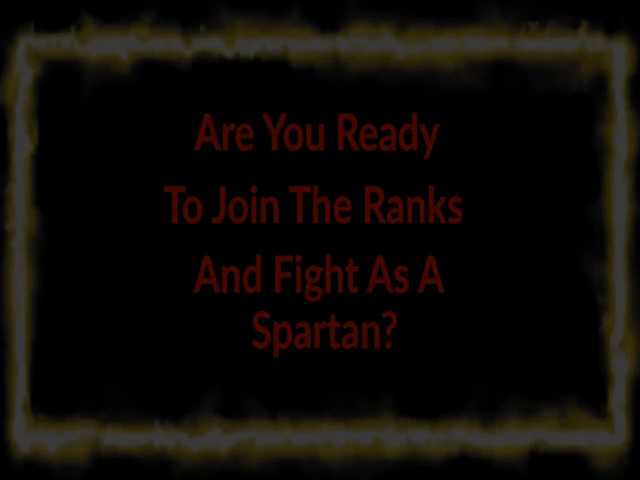 Are You Ready
To Join The Ranks
And Fight As A
Spartan?